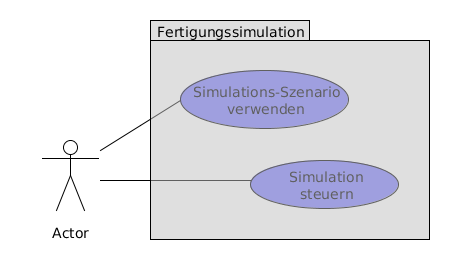 Fertigungssimulation
Simulations-Szenario
verwenden
Simulation
steuern
Actor